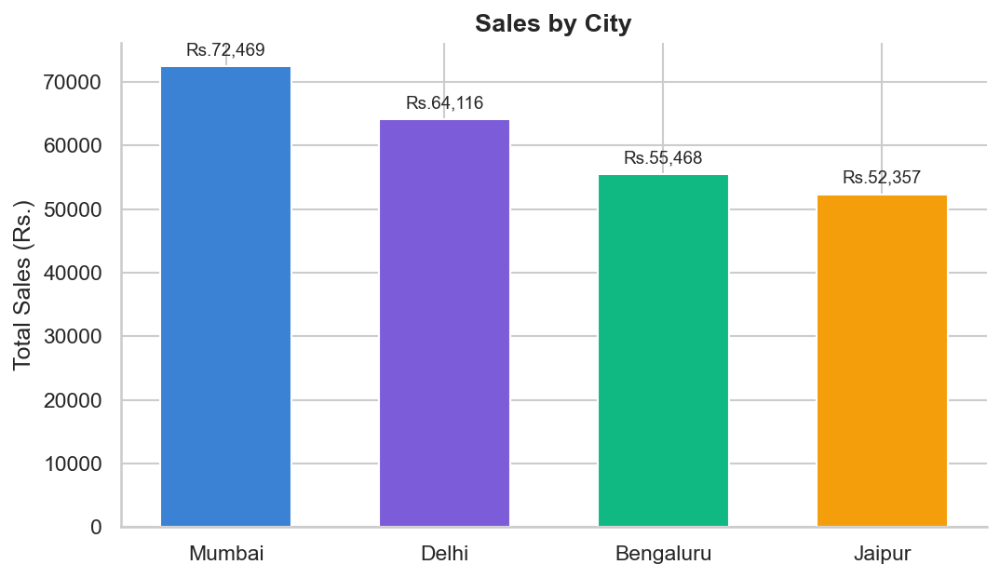 Sales by City
Rs.72,469
Rs.64,116
Rs.55,468
Rs.52,357
Total Sales (Rs.)
70000
60000
50000
40000
30000
20000
10000
0
Mumbai Delhi Bengaluru Jaipur